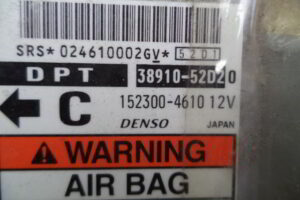 SRS*024610002GV* 5201
DPT 38910-52D20
C 152300-4610 12V
DENSO JAPAN
WARNING
AIR BAG